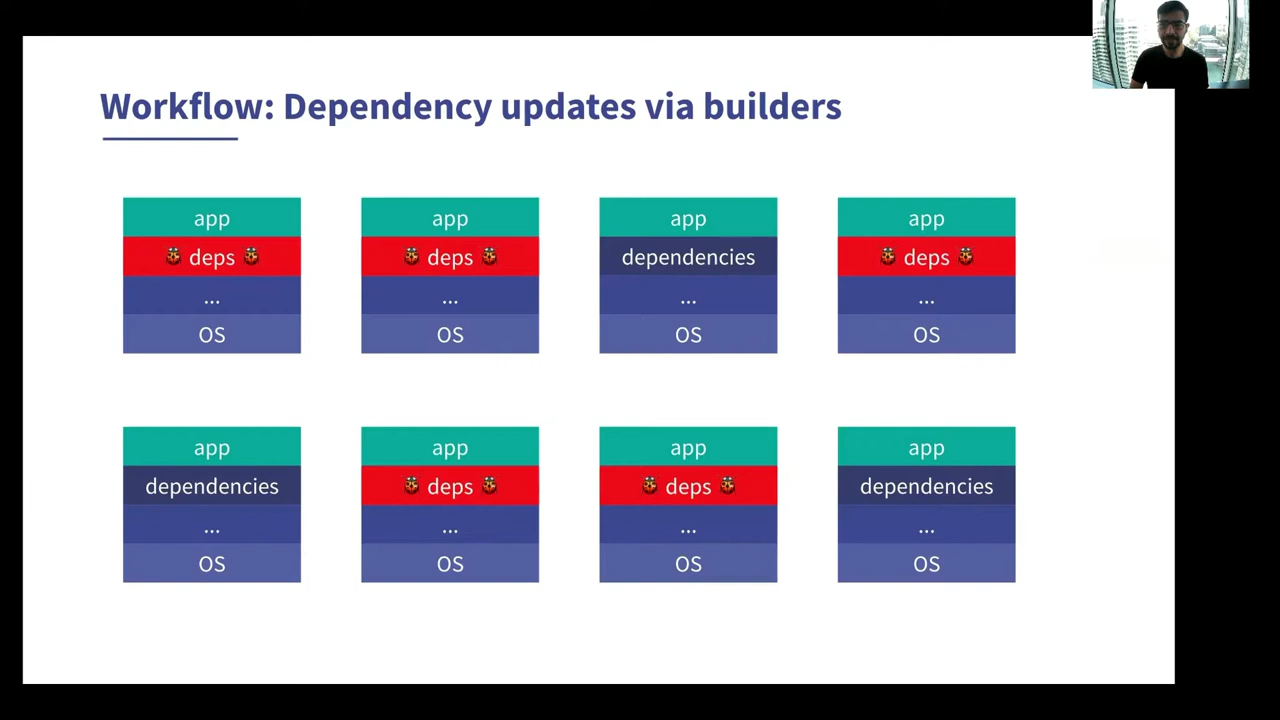 Workflow: Dependency updates via builders
app
deps
...
OS
app
deps
...
OS
app
dependencies
...
OS
app
deps
...
OS
app
dependencies
...
OS
app
deps
...
OS
app
deps
...
OS
app
dependencies
...
OS